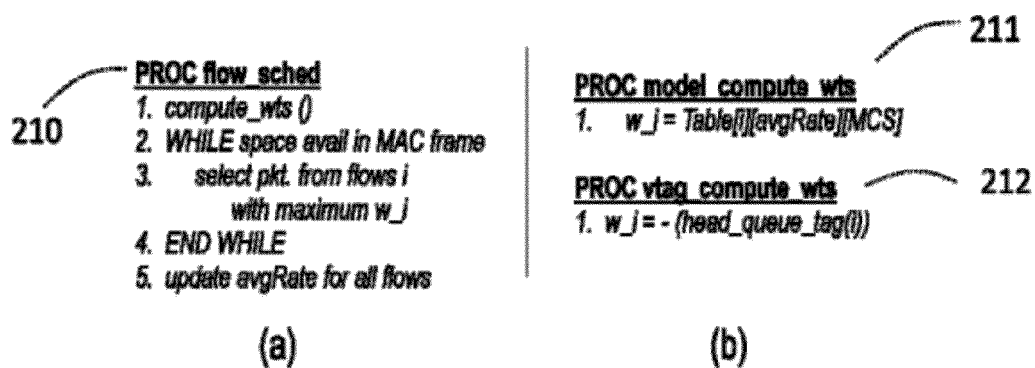 210
PROC flow_sched
1. compute_wts ()
2. WHILE space avail in MAC frame
3. select pkt. from flows i
with maximum w_j
4. END WHILE
5. update avgRate for all flows
(a)
211
PROC model_compute_wts
1. w_j = Table[i][avgRate][MCS]
212
PROC vtag_compute_wts
1. w_j = - (head_queue_tag(i))
(b)